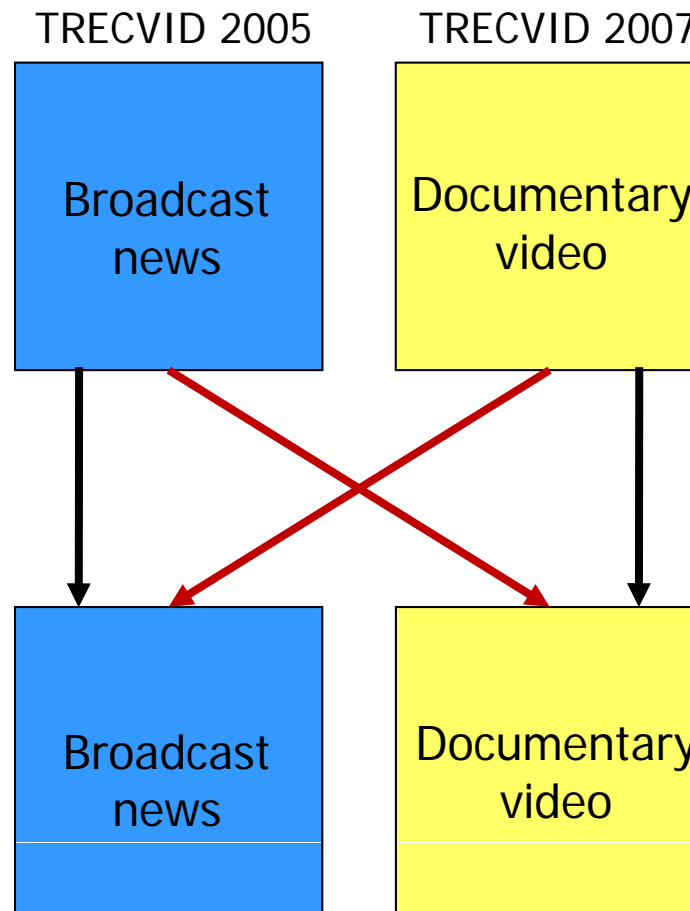 TRECVID 2005 TRECVID 2007
Broadcast
news
Documentary
video
Broadcast
news
Documentary
video